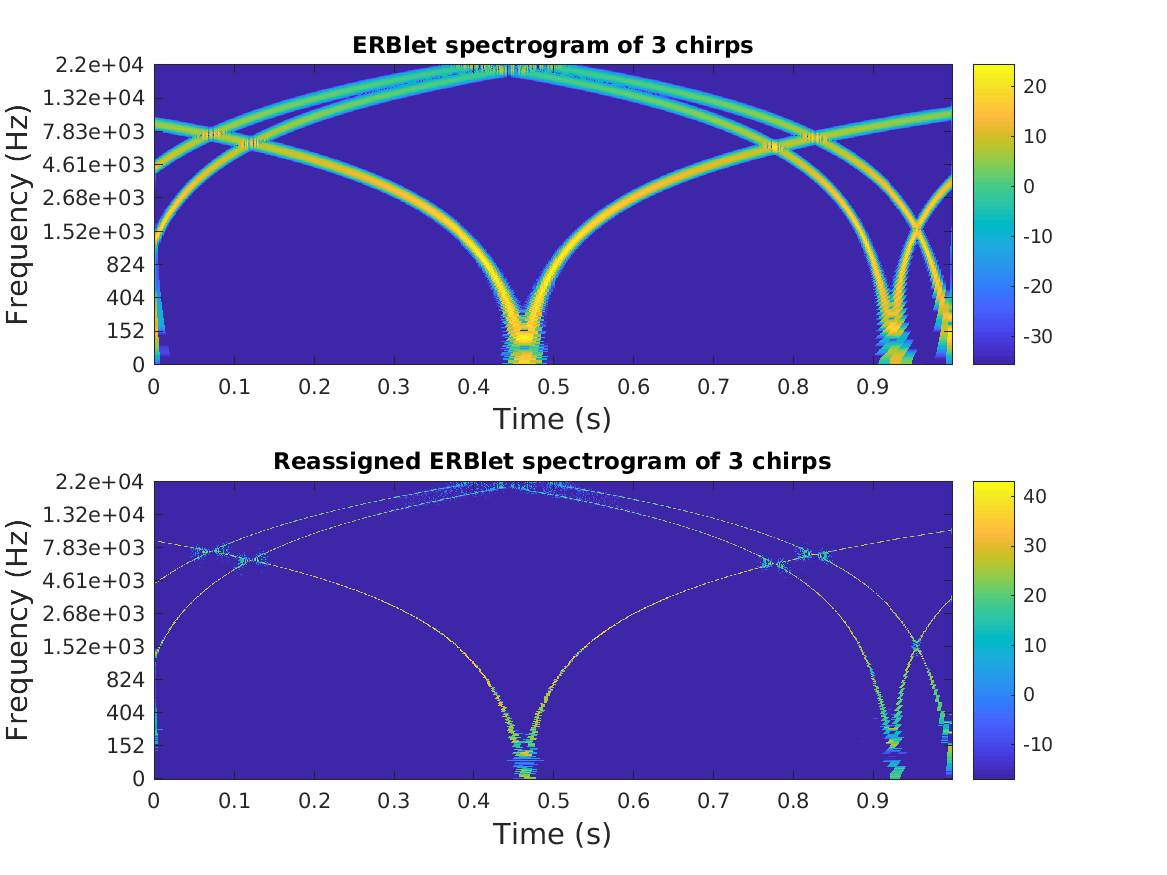 ERBlet spectrogram of 3 chirps
Frequency (Hz)
2.2e+04
1.32e+04
7.83e+03
4.61e+03
2.68e+03
1.52e+03
824
404
152
0
0 0.1 0.2 0.3 0.4 0.5 0.6 0.7 0.8 0.9
Time (s)
20
10
0
-10
-20
-30
Reassigned ERBlet spectrogram of 3 chirps
Frequency (Hz)
2.2e+04
1.32e+04
7.83e+03
4.61e+03
2.68e+03
1.52e+03
824
404
152
0
0 0.1 0.2 0.3 0.4 0.5 0.6 0.7 0.8 0.9
Time (s)
40
30
20
10
0
-10